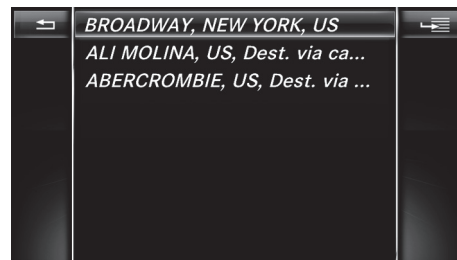 BROADWAY, NEW YORK, US
ALI MOLINA, US, Dest. via ca...
ABERCROMBIE, US, Dest. via ...